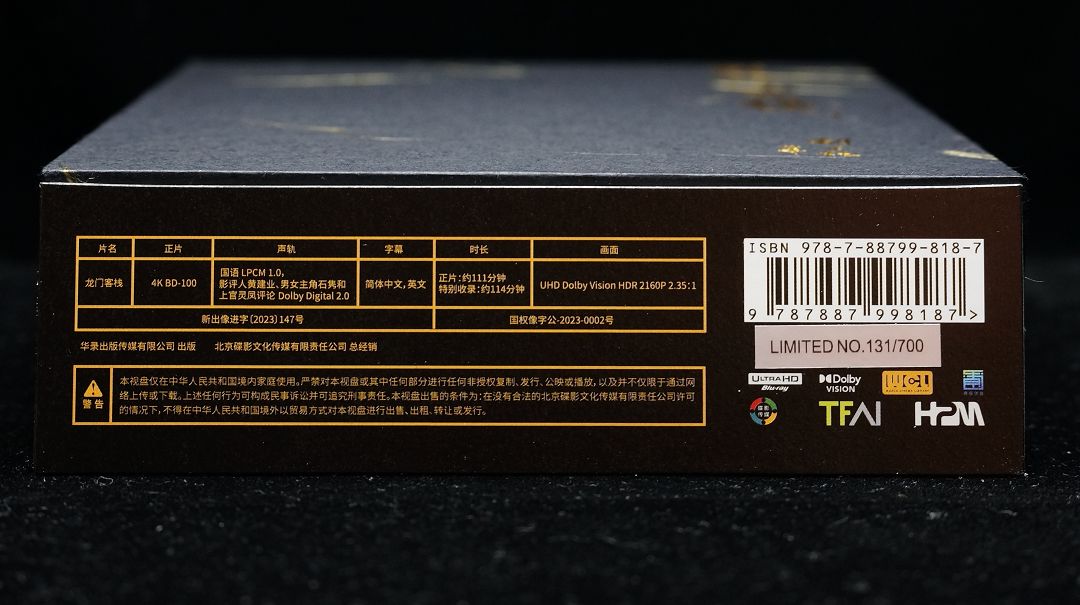 片名 正片 声轨 字幕 时长 画面
龙门客栈 4K BD-100 国语 LPCM 1.0,
影评人黄建业、男女主角石隽和
上官灵凤评论 Dolby Digital 2.0 简体中文, 英文 正片:约111分钟
特别收录:约114分钟 UHD Dolby Vision HDR 2160P 2.35:1
新出像进字〔2023〕147号 国权像字公-2023-0002号
华录出版传媒有限公司 出版 北京碟影文化传媒有限责任公司 总经销
警告
本视盘仅在中华人民共和国境内家庭使用。严禁对本视盘或其中任何部分进行任何非授权复制、发行、公映或播放, 以及并不仅限于通过网
络上传或下载。上述任何行为可构成民事诉讼并可追究刑事责任。本视盘出售的条件为:在没有合法的北京碟影文化传媒有限责任公司许可
的情况下, 不得在中华人民共和国境外以贸易方式对本视盘进行出售、出租、转让或发行。
ISBN 978-7-88799-818-7
9 787887 998187 >
LIMITED NO.131/700
ULTRA HD
Blu-ray
Dolby
VISION
WCL
碟影
传媒
TFAI